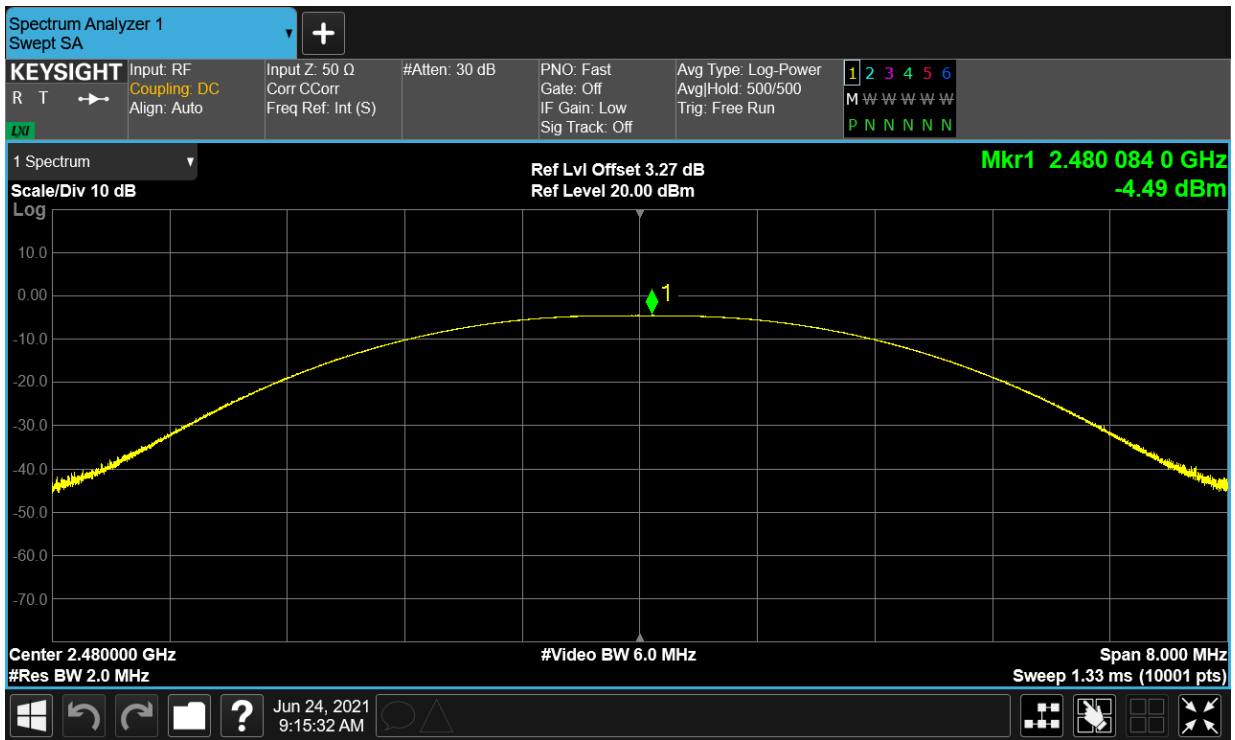 Spectrum Analyzer 1
Swept SA
KEYSIGHT
R T
LXI
Input: RF
Coupling: DC
Align: Auto
Input Z: 50 Ω
Corr CCorr
Freq Ref: Int (S)
#Atten: 30 dB
PNO: Fast
Gate: Off
IF Gain: Low
Sig Track: Off
Avg Type: Log-Power
Avg|Hold: 500/500
Trig: Free Run
1 2 3 4 5 6
M W W W W W
P N N N N N
1 Spectrum
Scale/Div 10 dB
Log
Ref Lvl Offset 3.27 dB
Ref Level 20.00 dBm
Mkr1 2.480 084 0 GHz
-4.49 dBm
10.0
0.00
-10.0
-20.0
-30.0
-40.0
-50.0
-60.0
-70.0
1
Center 2.480000 GHz
#Res BW 2.0 MHz
#Video BW 6.0 MHz
Span 8.000 MHz
Sweep 1.33 ms (10001 pts)
?
Jun 24, 2021
9:15:32 AM